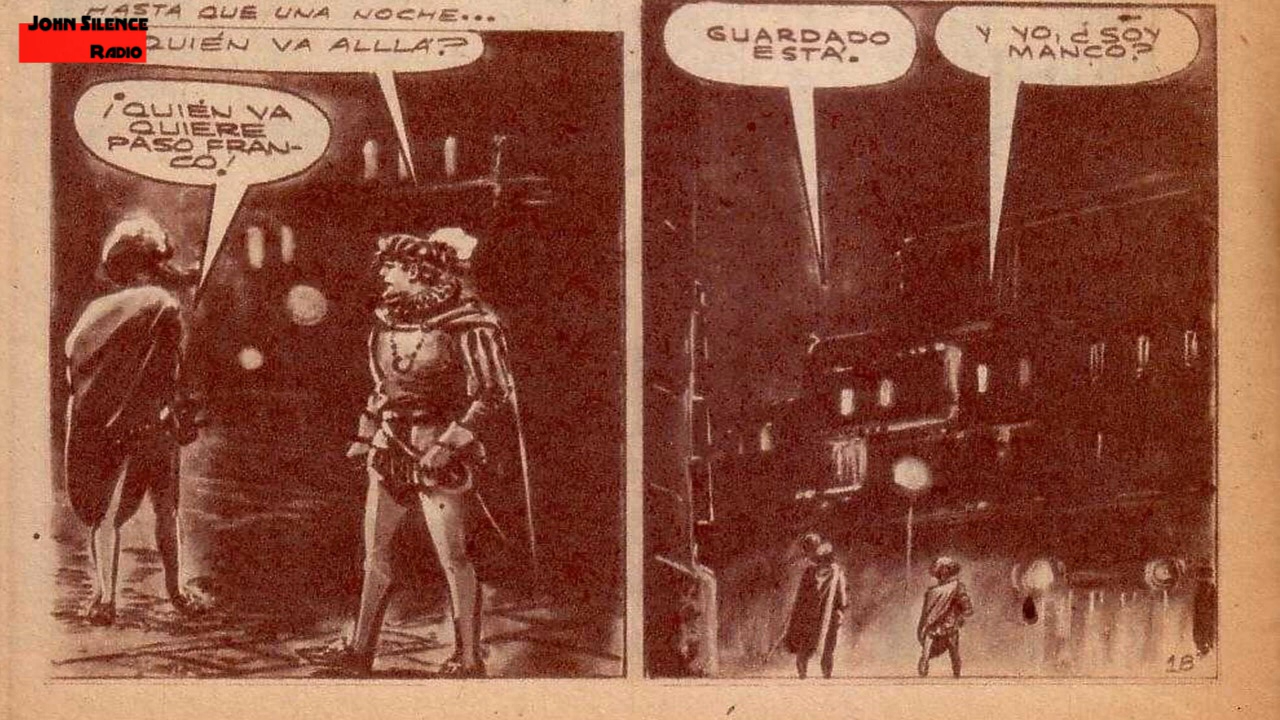 HASTA QUE UNA NOCHE...
JOHN SILENCE
RADIO
QUIÉN VA ALLLÁ?
¡QUIÉN VA
QUIERE
PASO FRAN-
CO!
GUARDADO
ESTÁ.
Y YO, ¿SOY
MANCO?
18